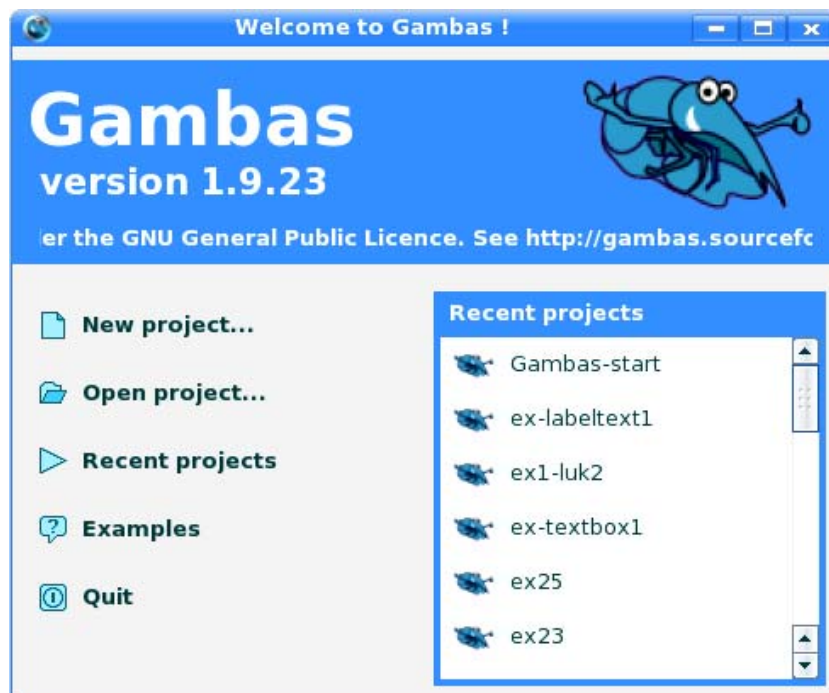 Welcome to Gambas !
Gambas
version 1.9.23
er the GNU General Public Licence. See http://gambas.sourcefc
New project...
Open project...
Recent projects
Examples
Quit
Recent projects
Gambas-start
ex-labeltext1
ex1-luk2
ex-textbox1
ex25
ex23